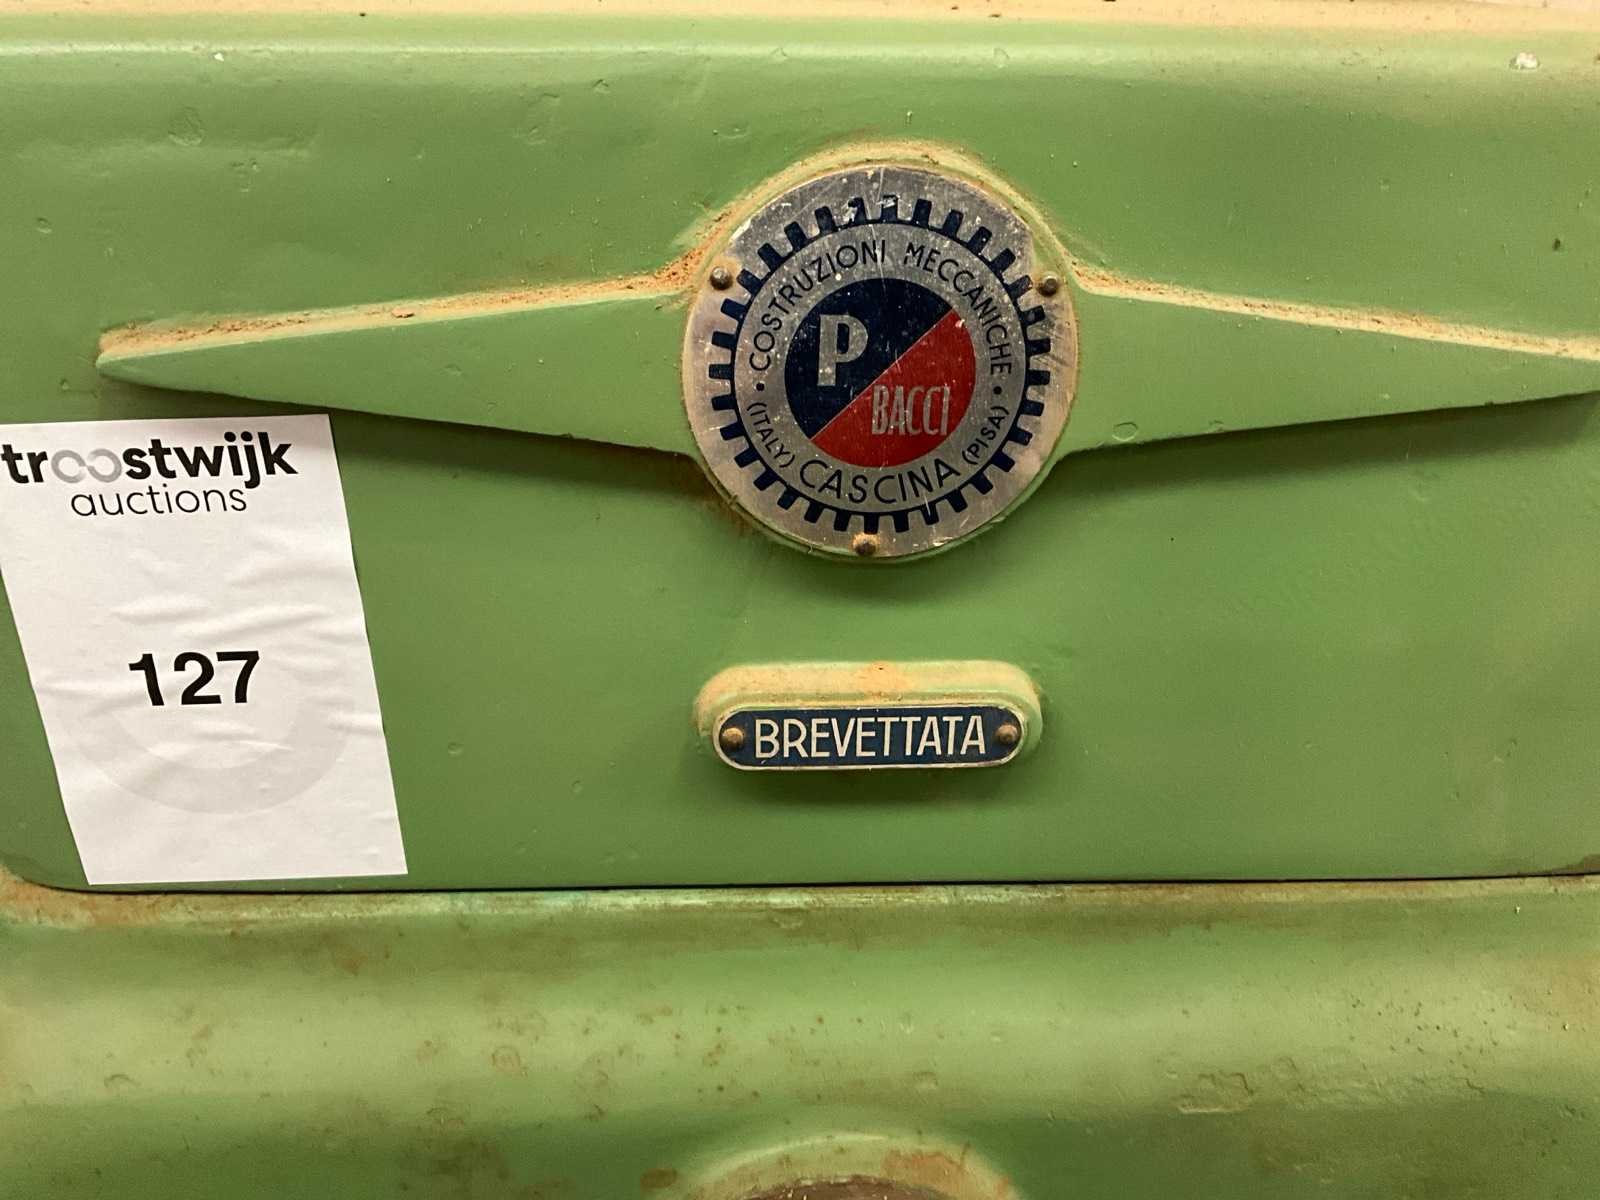 COSTRUZIONI MECCANICHE
P
BACCI
(ITALY) CASCINA (PISA)
troostwijk
auctions
127
BREVETTATA